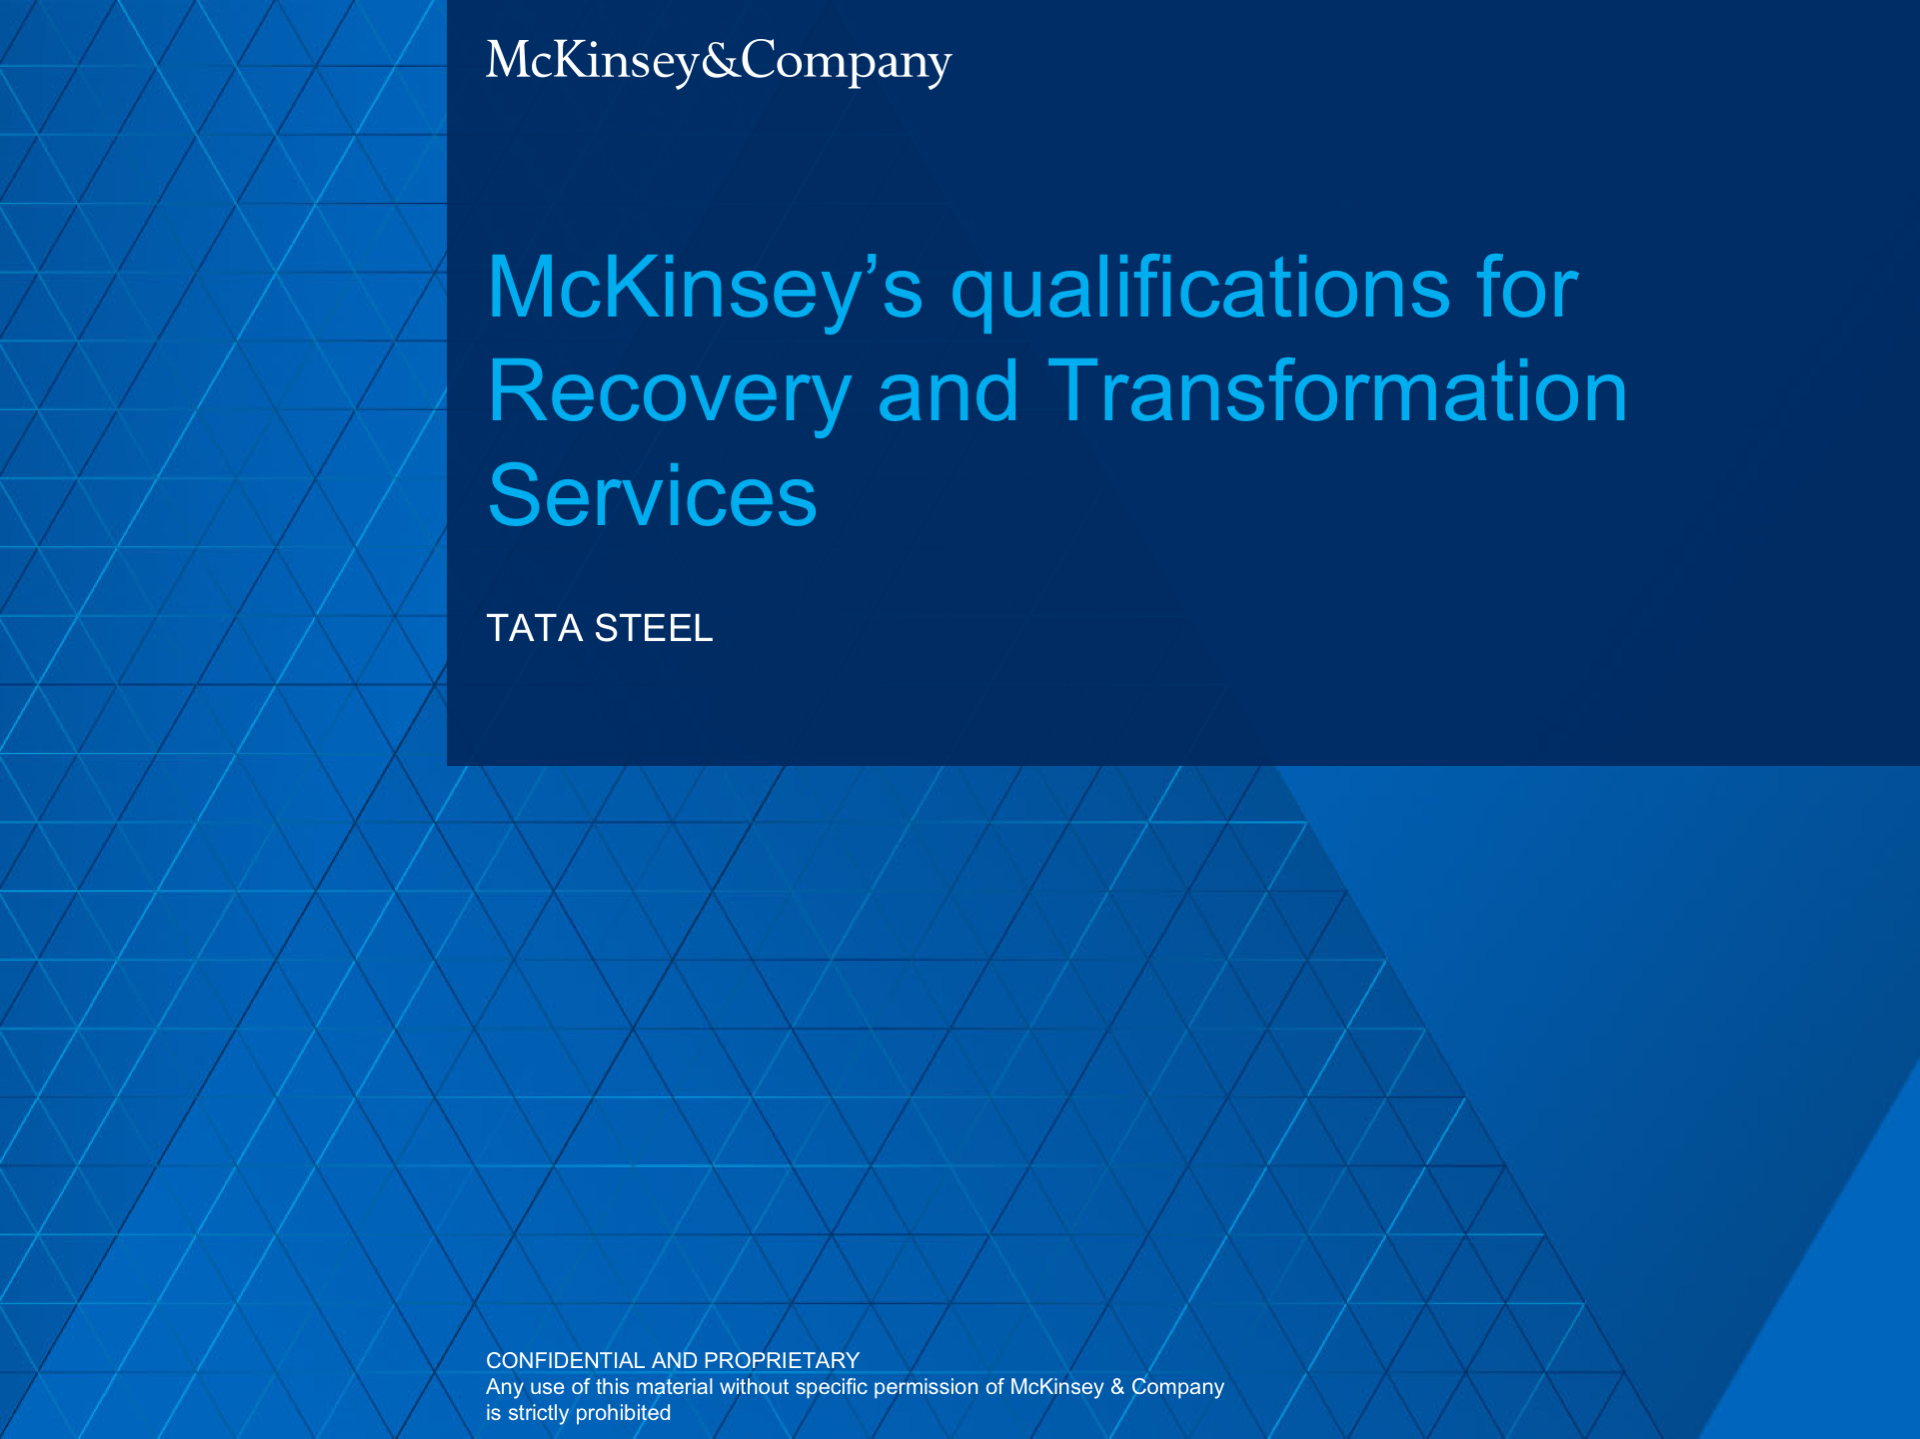 McKinsey&Company
McKinsey’s qualifications for
Recovery and Transformation
Services
TATA STEEL
CONFIDENTIAL AND PROPRIETARY
Any use of this material without specific permission of McKinsey & Company
is strictly prohibited